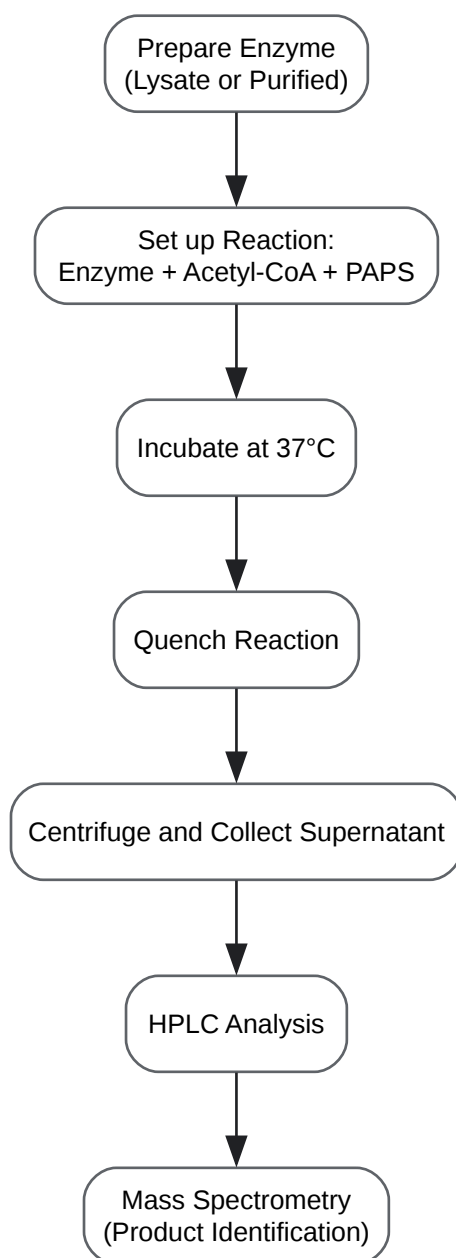 Prepare Enzyme
(Lysate or Purified)
Set up Reaction:
Enzyme + Acetyl-CoA + PAPS
Incubate at 37°C
Quench Reaction
Centrifuge and Collect Supernatant
HPLC Analysis
Mass Spectrometry
(Product Identification)